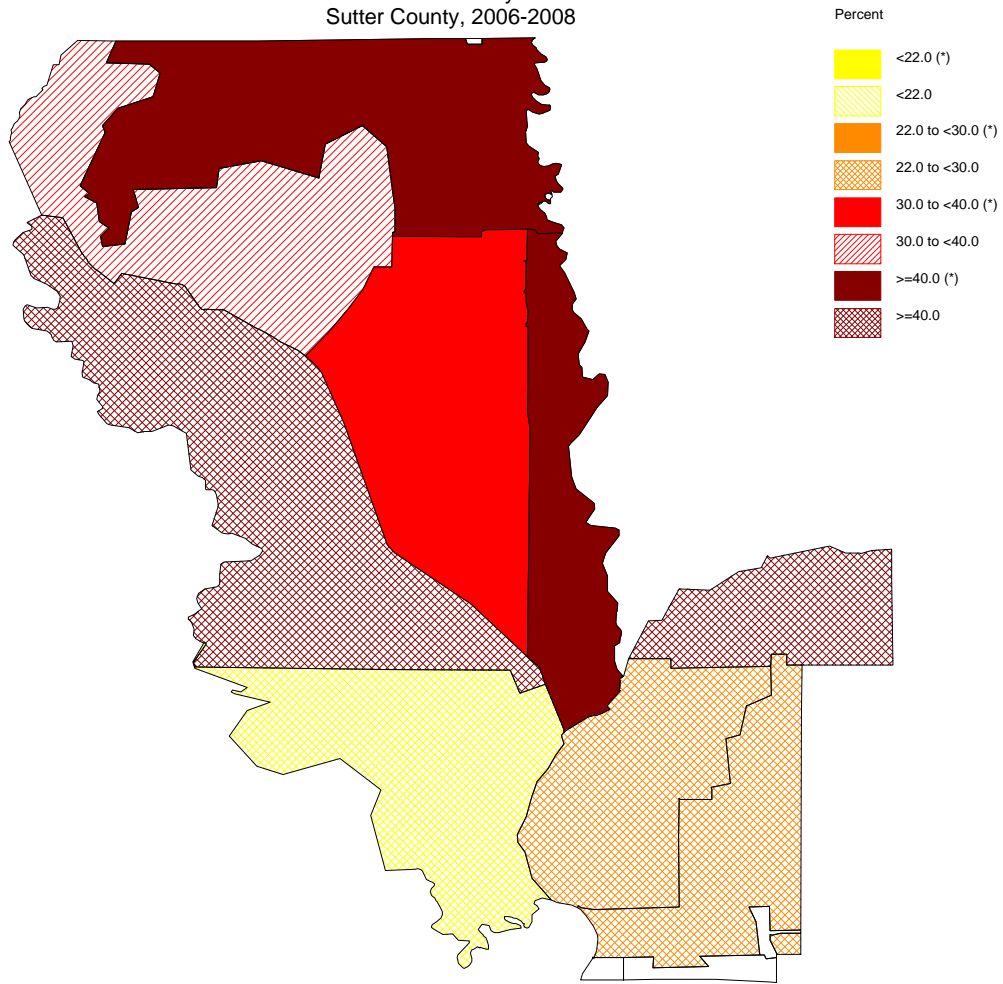 Sutter County, 2006-2008
Percent
<22.0 (*)
<22.0
22.0 to <30.0 (*)
22.0 to <30.0
30.0 to <40.0 (*)
30.0 to <40.0
>=40.0 (*)
>=40.0